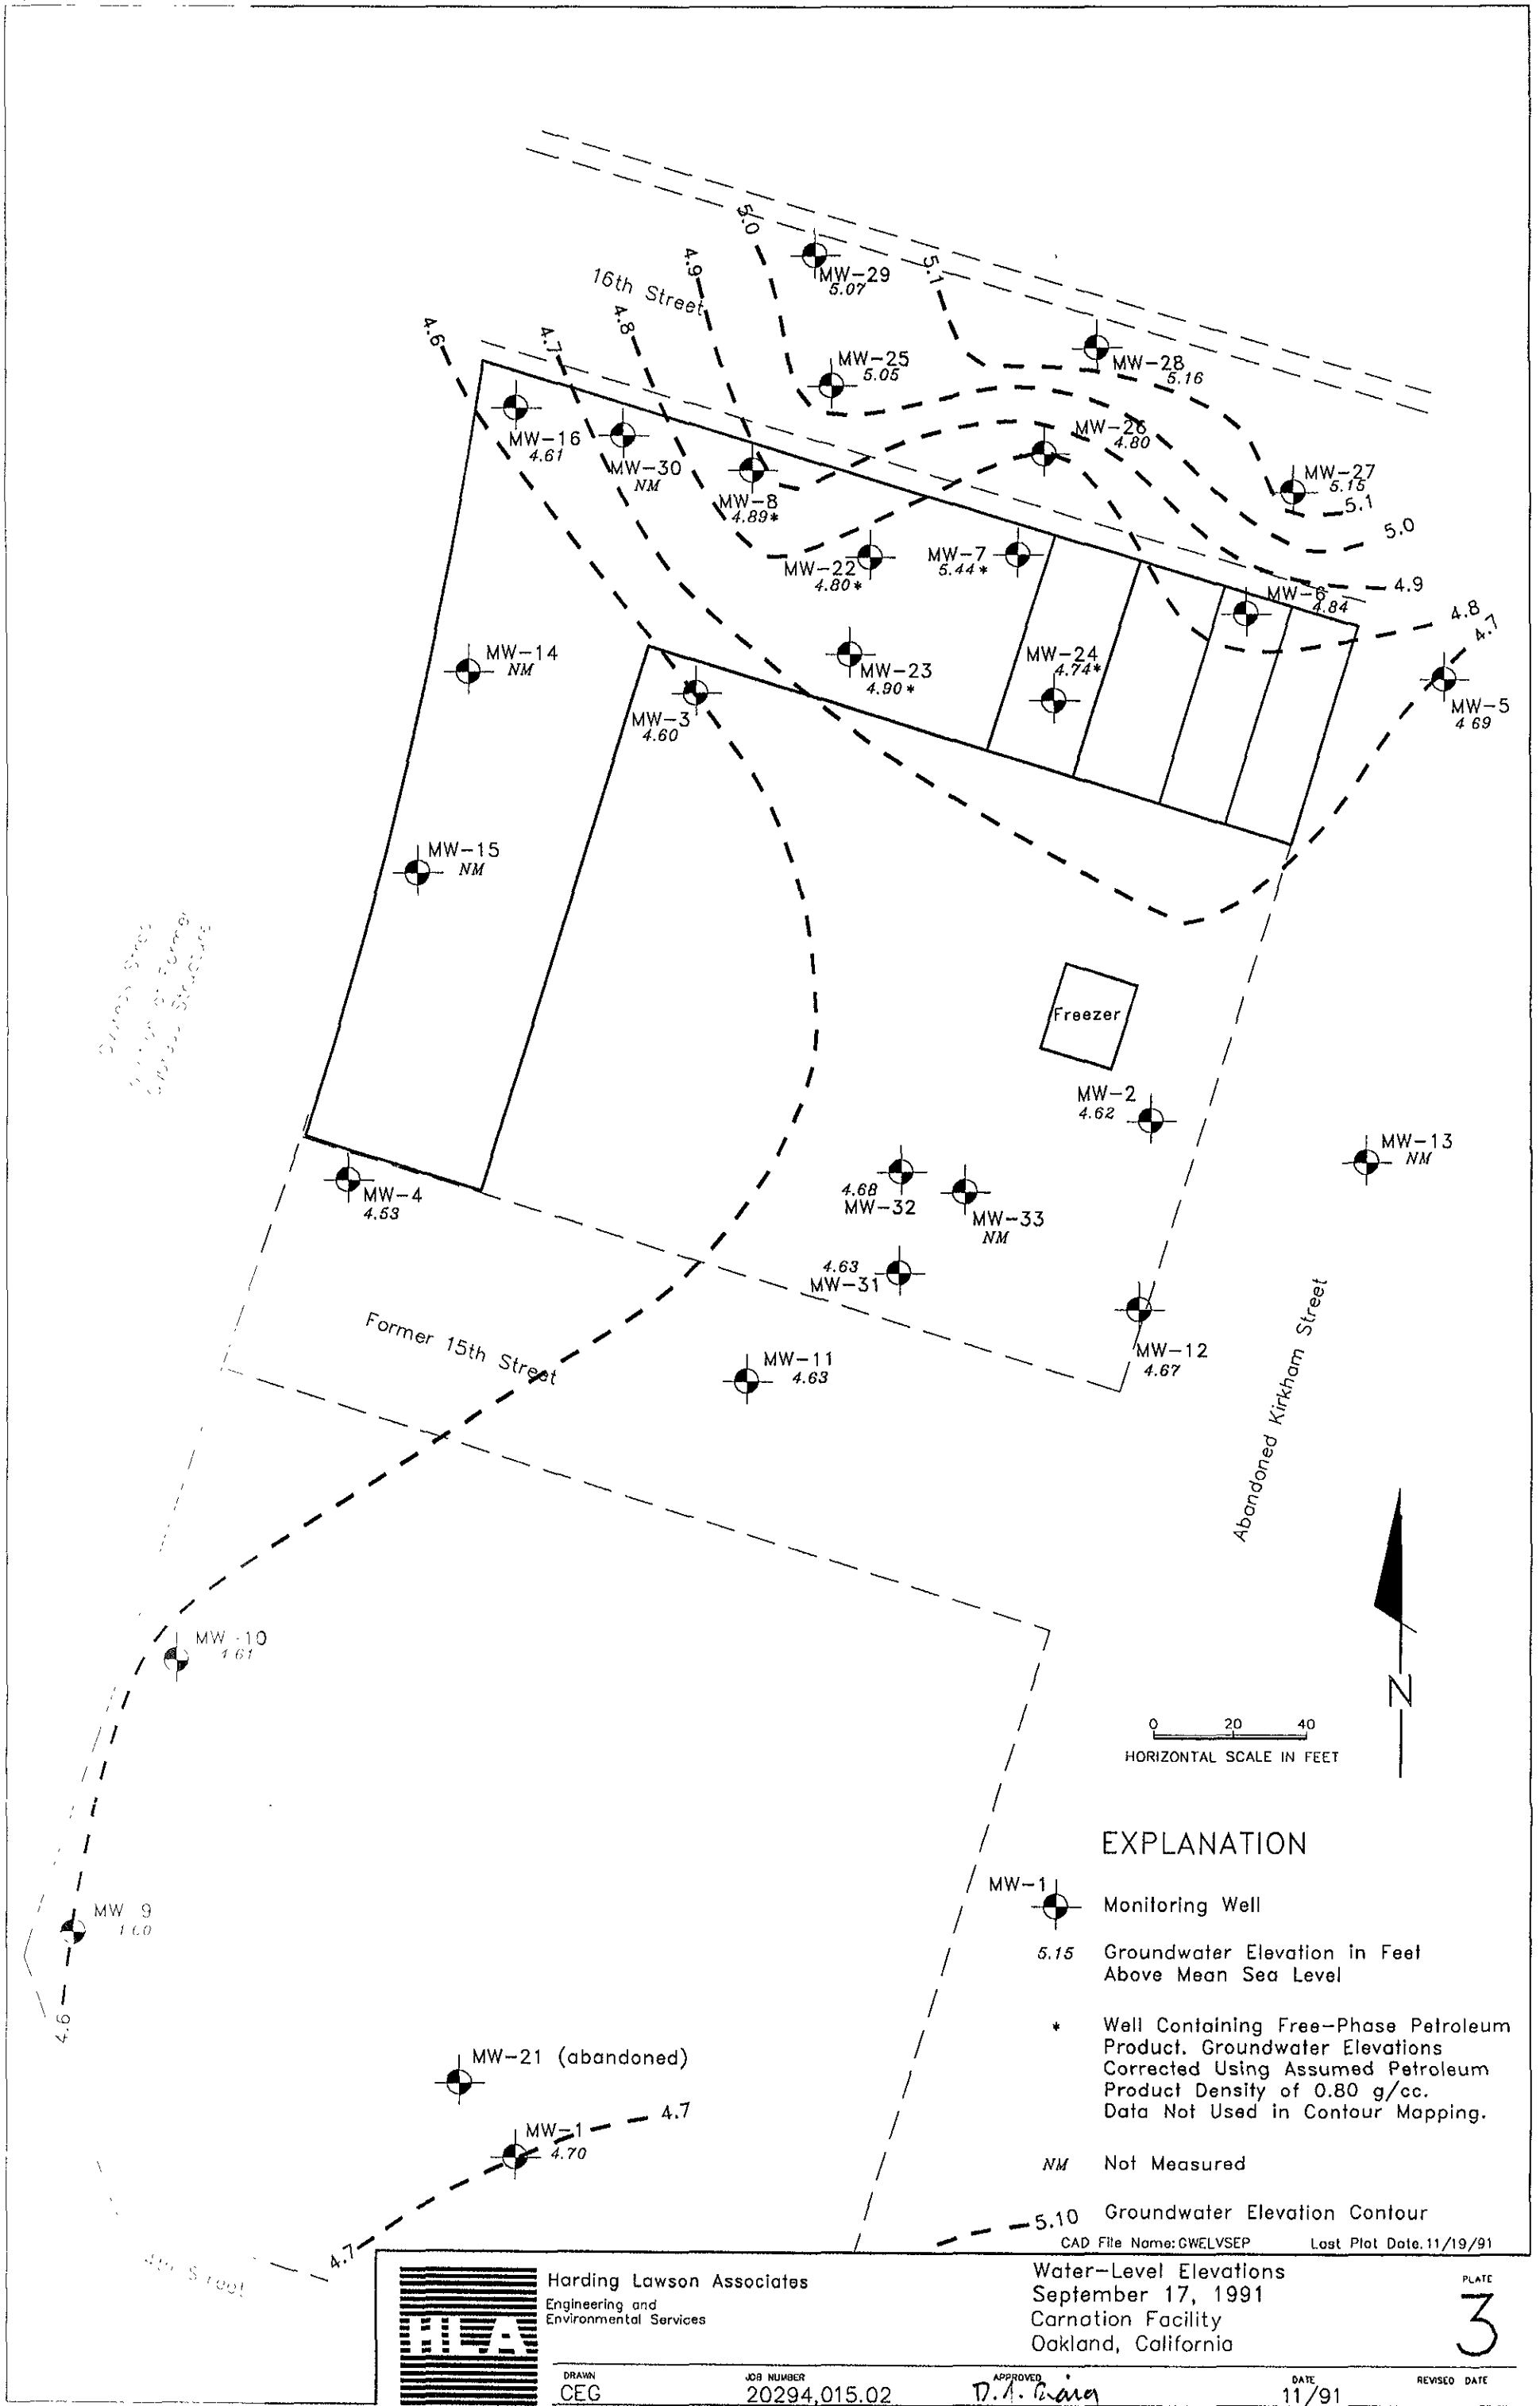 5.0
MW-29
5.07
4.9
5.1
16th Street
4.8
4.6
4.7
MW-25
5.05
MW-28
5.16
MW-26
4.80
MW-16
4.61
MW-30
NM
MW-8
4.89*
MW-27
5.15
5.1
5.0
MW-22
4.80*
MW-7
5.44*
4.9
MW-6
4.84
4.8
4.7
MW-14
NM
MW-23
4.90*
MW-24
4.74*
MW-5
4 69
MW-3
4.60
MW-15
NM
Freezer
MW-2
4.62
MW-13
NM
MW-4
4.53
4.68
MW-32
MW-33
NM
4.63
MW-31
Former 15th Street
MW-11
4.63
MW-12
4.67
Abandoned Kirkham Street
MW-10
4.61
N
0 20 40
HORIZONTAL SCALE IN FEET
MW 9
4.60
4.6
MW-21 (abandoned)
4.7
MW-1
4.70
4.7
EXPLANATION
MW-1
Monitoring Well
5.15 Groundwater Elevation in Feet
Above Mean Sea Level
* Well Containing Free-Phase Petroleum
Product. Groundwater Elevations
Corrected Using Assumed Petroleum
Product Density of 0.80 g/cc.
Data Not Used in Contour Mapping.
NM Not Measured
5.10 Groundwater Elevation Contour
CAD File Name: GWELVSEP Last Plot Date. 11/19/91
HLA
Harding Lawson Associates
Engineering and
Environmental Services
Water-Level Elevations
September 17, 1991
Carnation Facility
Oakland, California
PLATE
3
DRAWN
CEG
JOB NUMBER
20294,015.02
APPROVED
DATE
11/91
REVISED DATE